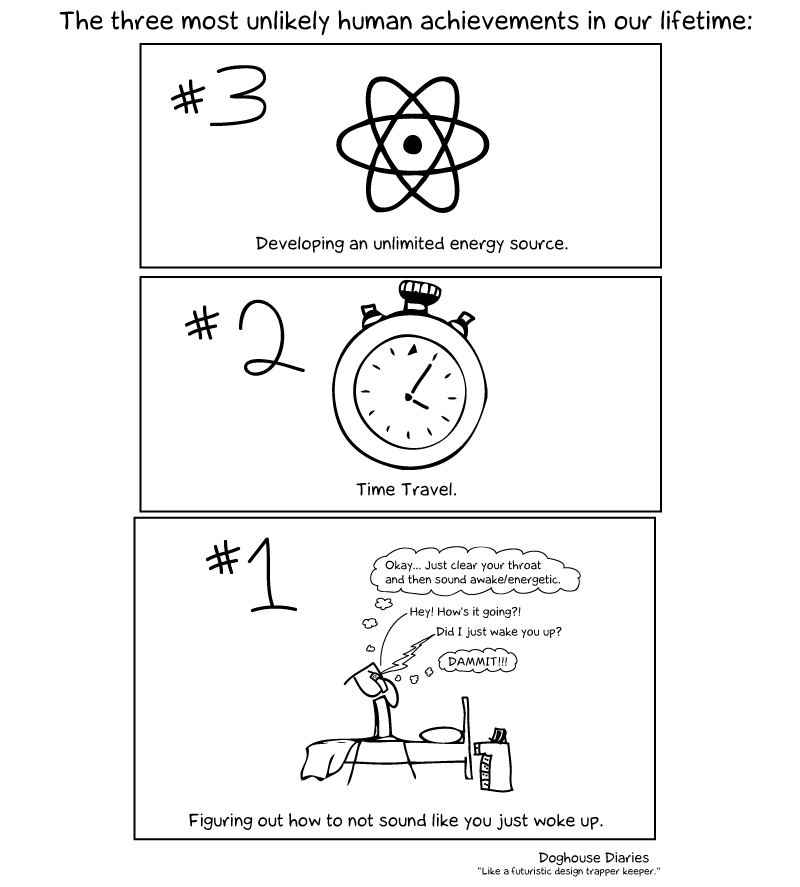 The three most unlikely human achievements in our lifetime:
#3
Developing an unlimited energy source.
#2
Time Travel.
#1
Okay... Just clear your throat
and then sound awake/energetic.
Hey! How's it going?!
Did I just wake you up?
DAMMIT!!!
Figuring out how to not sound like you just woke up.
Doghouse Diaries
"Like a futuristic design trapper keeper."